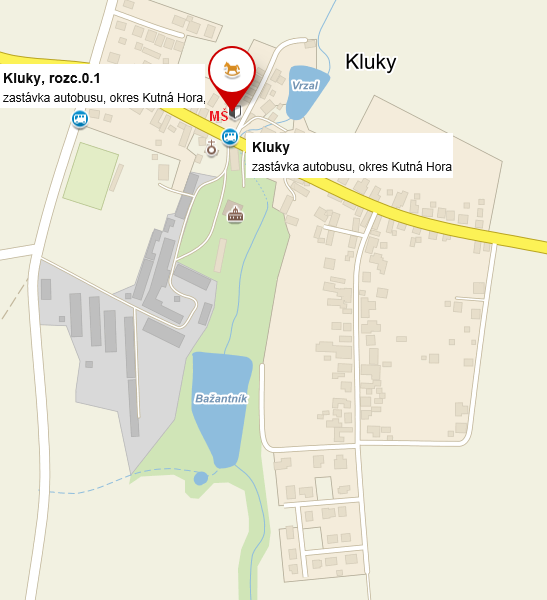 Kluky
Kluky, rozc.0.1
zastávka autobusu, okres Kutná Hora,
Vrzal
MŠ
Kluky
zastávka autobusu, okres Kutná Hora
Bažantník